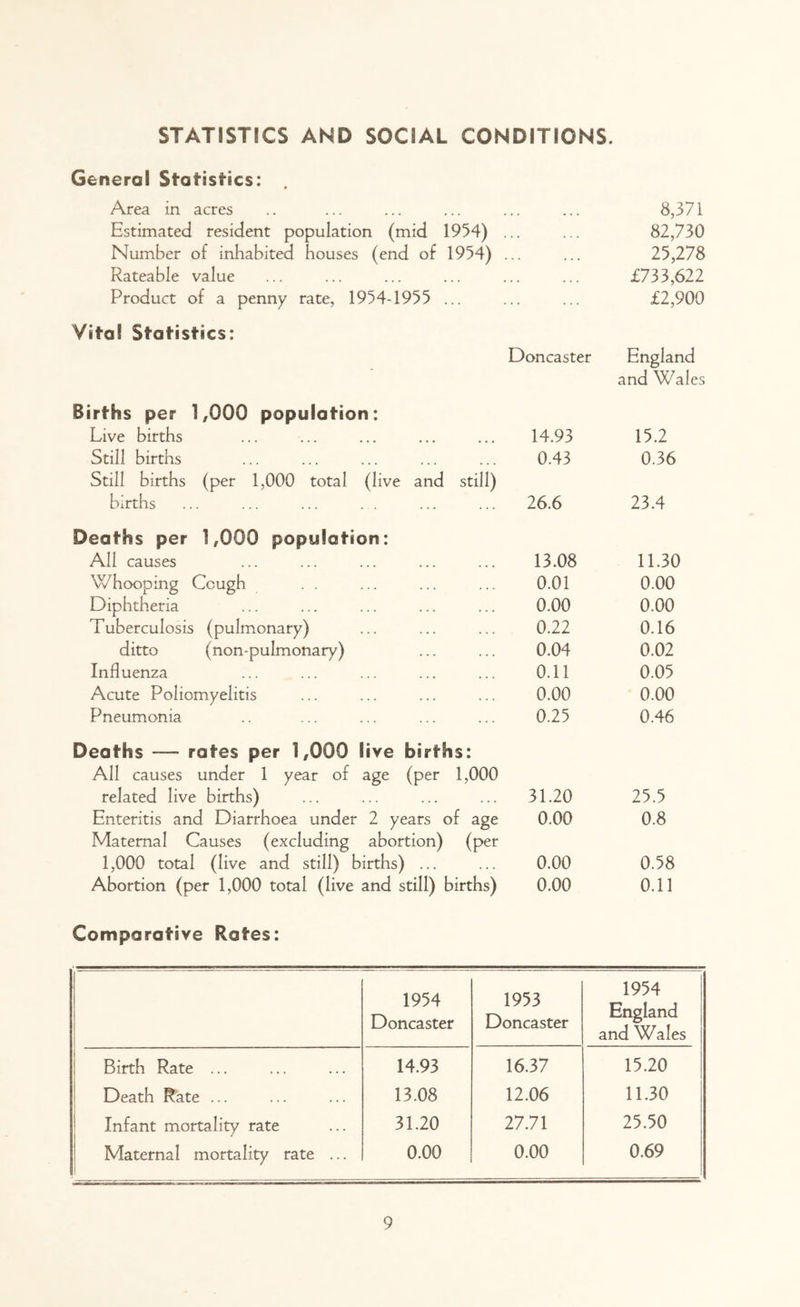 STATISTICS AND SOCIAL CONDITIONS.
General Statistics:
Area in acres .. ... ... ... ... ... 8,371
Estimated resident population (mid 1954) ... ... 82,730
Number of inhabited houses (end of 1954) ... ... 25,278
Rateable value ... ... ... ... ... ... £733,622
Product of a penny rate, 1954-1955 ... ... ... £2,900
Vital Statistics:
Doncaster England
and Wales
Births per 1,000 population:
Live births ... ... ... ... ... 14.93 15.2
Still births ... ... ... ... ... 0.43 0.36
Still births (per 1,000 total (live and still)
births ... ... ... . . ... ... 26.6 23.4
Deaths per 1,000 population:
All causes ... ... ... ... ... 13.08 11.30
Whooping Cough . . ... ... ... 0.01 0.00
Diphtheria ... ... ... ... ... 0.00 0.00
Tuberculosis (pulmonary) ... ... ... 0.22 0.16
ditto (non-pulmonary) ... ... 0.04 0.02
Influenza ... ... ... ... ... 0.11 0.05
Acute Poliomyelitis ... ... ... ... 0.00 0.00
Pneumonia .. ... ... ... ... 0.25 0.46
Deaths — rates per 1,000 live births:
All causes under 1 year of age (per 1,000
related live births) ... ... ... ... 31.20 25.5
Enteritis and Diarrhoea under 2 years of age 0.00 0.8
Maternal Causes (excluding abortion) (per
1,000 total (live and still) births) ... ... 0.00 0.58
Abortion (per 1,000 total (live and still) births) 0.00 0.11
Comparative Rates:
1954 Doncaster 1953 Doncaster 1954 England and Wales
Birth Rate ... ... ... 14.93 16.37 15.20
Death Rate ... ... ... 13.08 12.06 11.30
Infant mortality rate ... 31.20 27.71 25.50
Maternal mortality rate ... 0.00 0.00 0.69
9